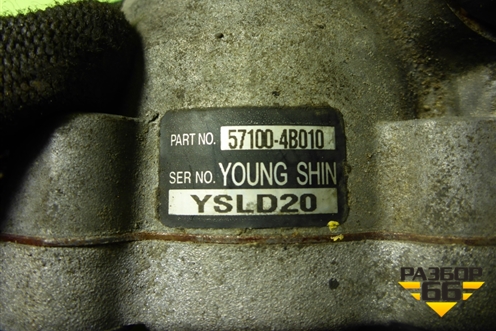 PART NO. 57100-4B010
SER NO. YOUNG SHIN
YSLD20
РАЗБОР
66